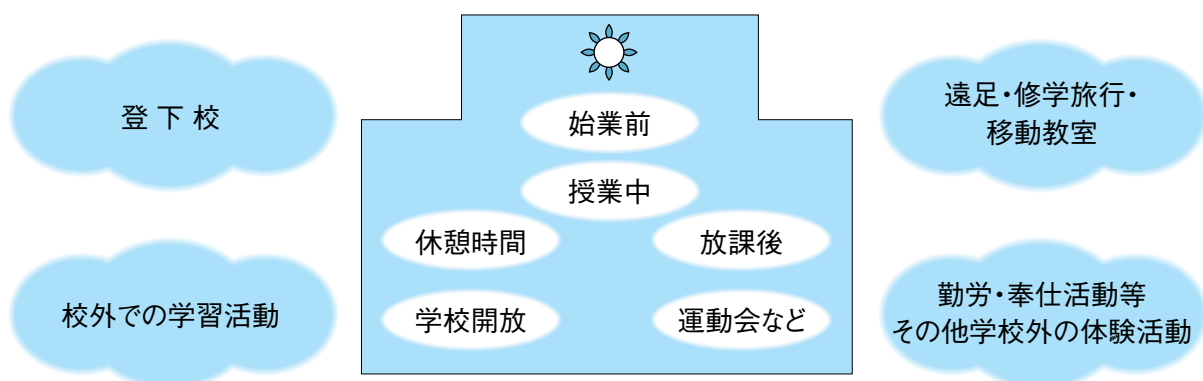 登下校
遠足・修学旅行・
移動教室
始業前
授業中
休憩時間
放課後
校外での学習活動
学校開放
運動会など
勤労・奉仕活動等
その他学校外の体験活動